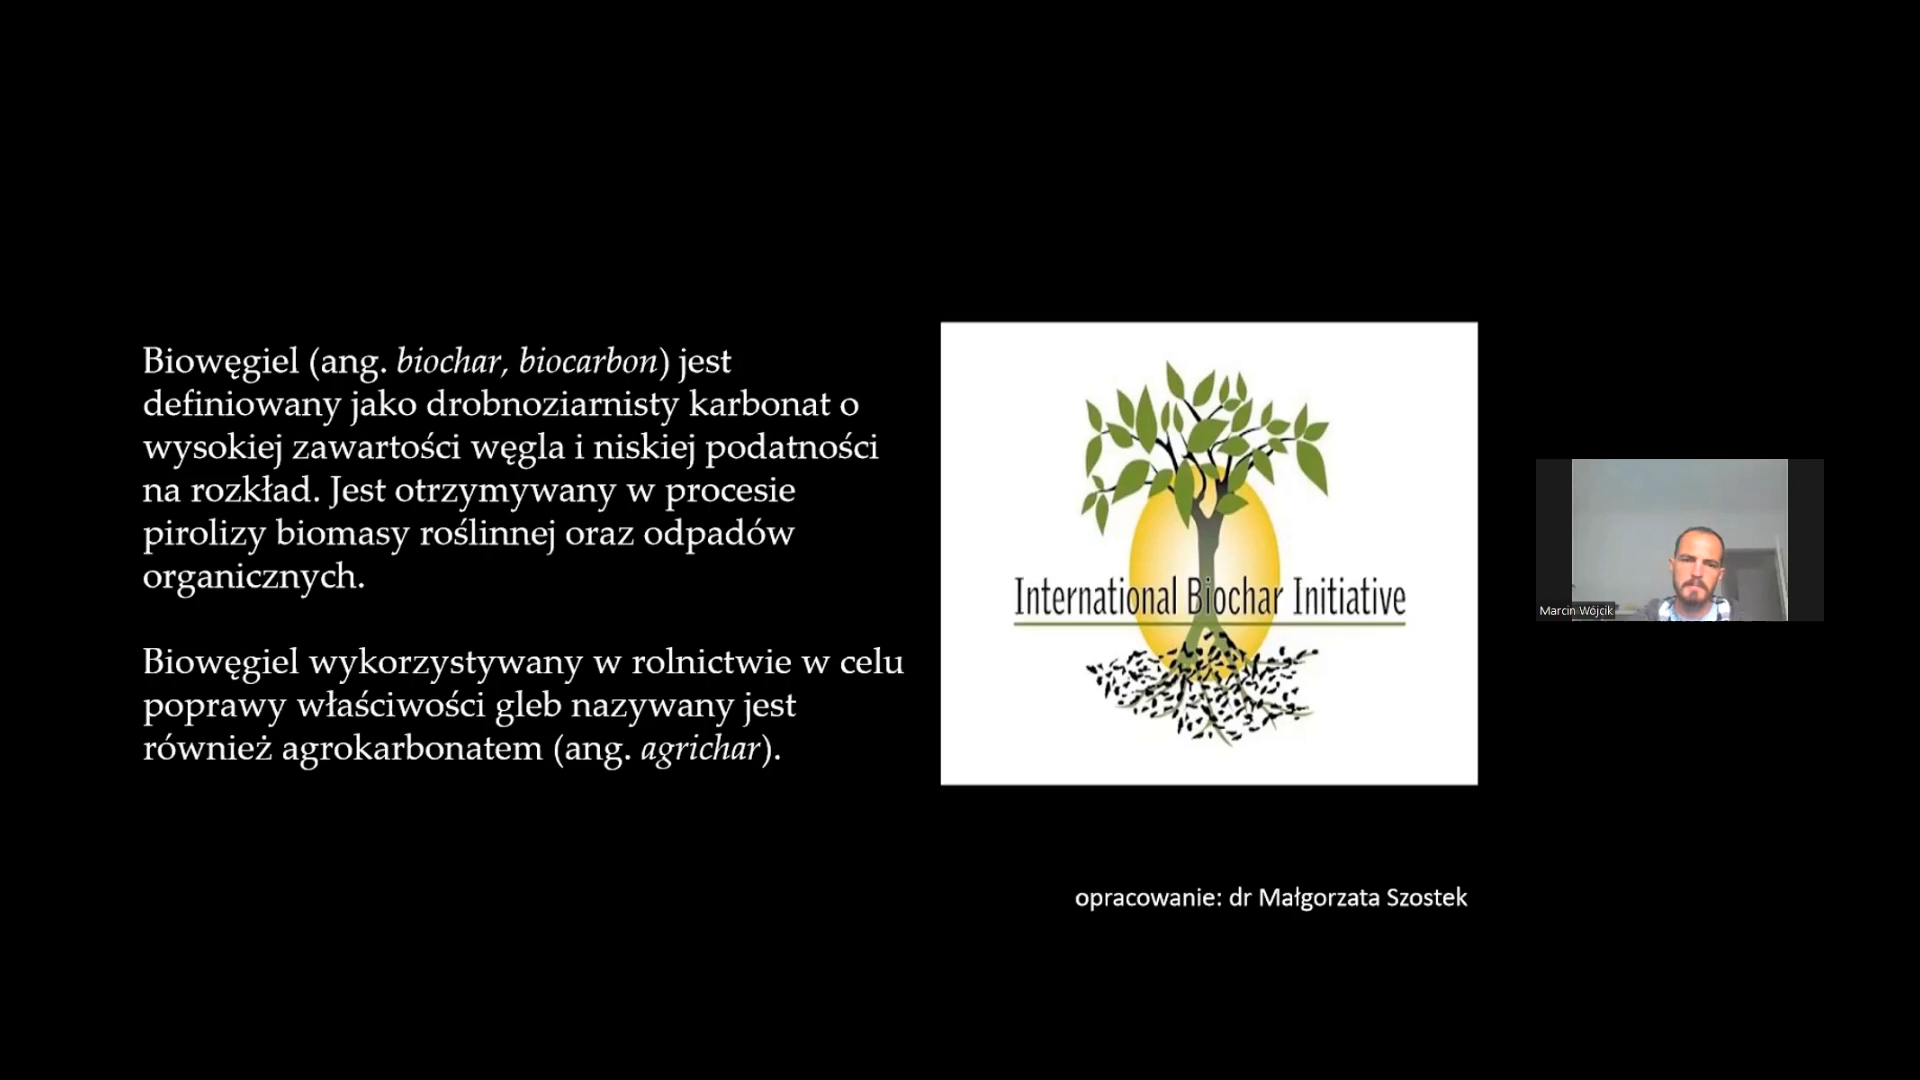 Biowęgiel (ang. biochar, biocarbon) jest
definiowany jako drobnoziarnisty karbonat o
wysokiej zawartości węgla i niskiej podatności
na rozkład. Jest otrzymywany w procesie
pirolizy biomasy roślinnej oraz odpadów
organicznych.
Biowęgiel wykorzystywany w rolnictwie w celu
poprawy właściwości gleb nazywany jest
również agrokarbonatem (ang. agrichar).
International Biochar Initiative
opracowanie: dr Małgorzata Szostek
Marcin Wójcik